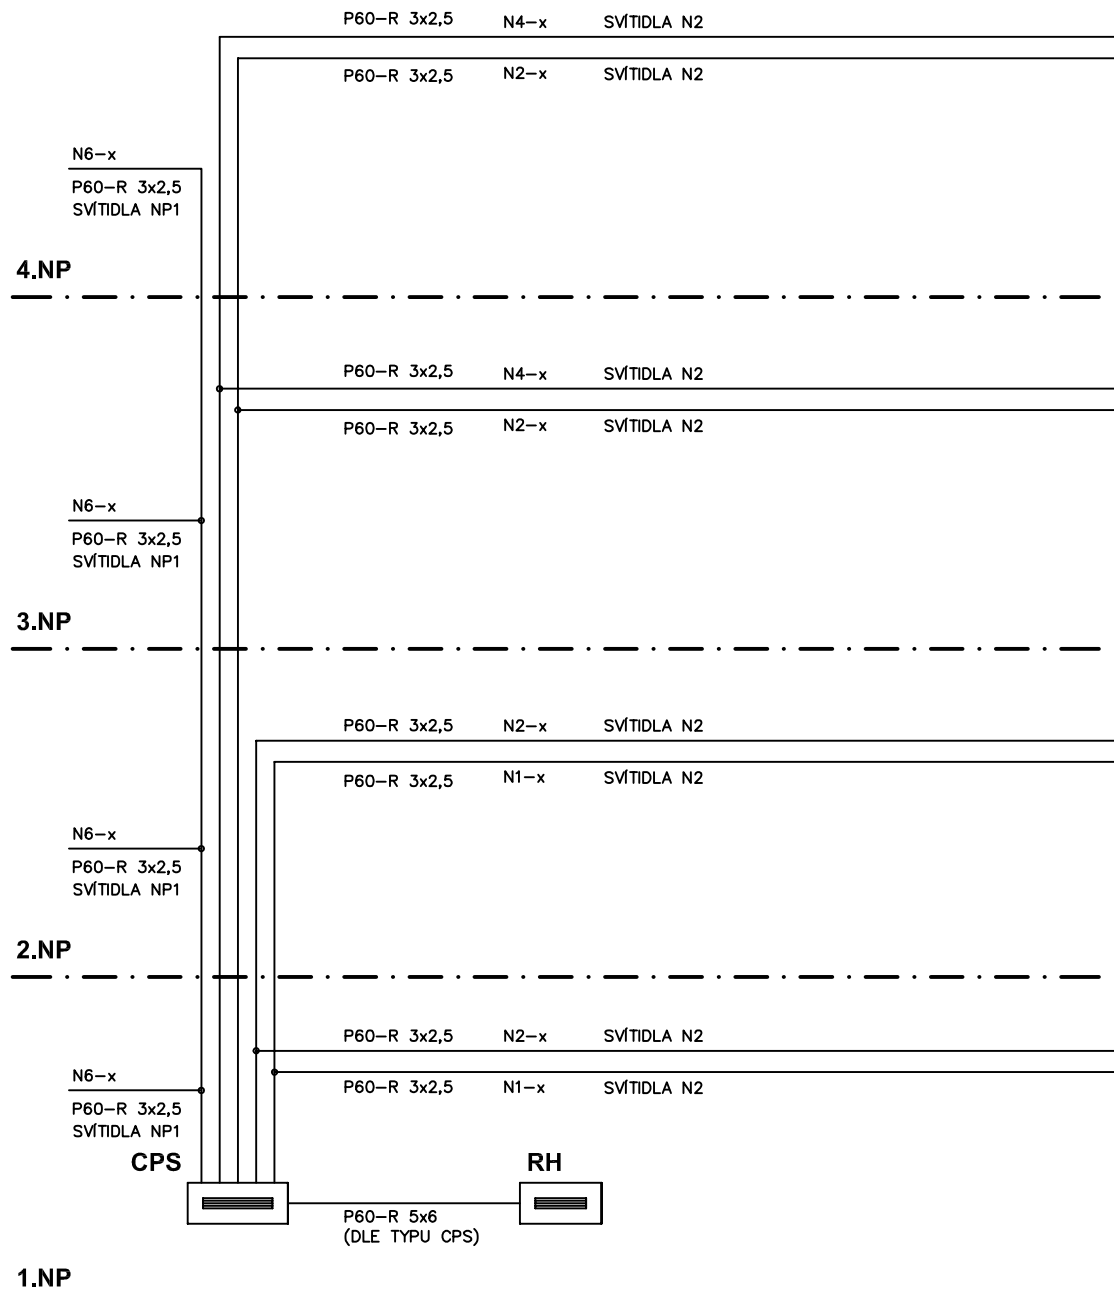 P60-R 3x2,5 N4-x SVÍTIDLA N2
P60-R 3x2,5 N2-x SVÍTIDLA N2
N6-x
P60-R 3x2,5
SVÍTIDLA NP1
4.NP
P60-R 3x2,5 N4-x SVÍTIDLA N2
P60-R 3x2,5 N2-x SVÍTIDLA N2
N6-x
P60-R 3x2,5
SVÍTIDLA NP1
3.NP
P60-R 3x2,5 N2-x SVÍTIDLA N2
P60-R 3x2,5 N1-x SVÍTIDLA N2
N6-x
P60-R 3x2,5
SVÍTIDLA NP1
2.NP
P60-R 3x2,5 N2-x SVÍTIDLA N2
N6-x
P60-R 3x2,5 N1-x SVÍTIDLA N2
P60-R 3x2,5
SVÍTIDLA NP1
CPS RH
P60-R 5x6
(DLE TYPU CPS)
1.NP